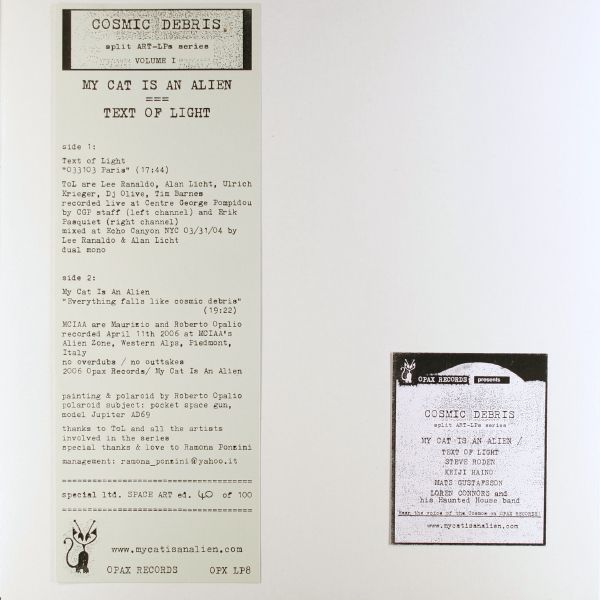 COSMIC DEBRIS.
split ART-LPs series
VOLUME I
MY CAT IS AN ALIEN
===
TEXT OF LIGHT
side 1:
Text of Light
"033103 Paris" (17:44)
ToL are Lee Ranaldo, Alan Licht, Ulrich
Krieger, Dj Olive, Tim Barnes
recorded live at Centre George Pompidou
by CGP staff (left channel) and Erik
Pasquiet (right channel)
mixed at Echo Canyon NYC 03/31/04 by
Lee Ranaldo & Alan Licht
dual mono
side 2:
My Cat Is An Alien
"Everything falls like cosmic debris"
(19:22)
MCIAA are Maurizio and Roberto Opalio
recorded April 11th 2006 at MCIAA's
Alien Zone, Western Alps, Piedmont,
Italy
no overdubs / no outtakes
2006 Opax Records/ My Cat Is An Alien
painting & polaroid by Roberto Opalio
polaroid subject: pocket space gun,
model Jupiter AD69
thanks to ToL and all the artists
involved in the series
special thanks & love to Ramona Ponzini
management: ramona_ponzini@yahoo.it
special ltd. SPACE ART ed. 40 of 100
www.mycatisanalien.com
OPAX RECORDS OPX LP8
OPAX RECORDS presents
COSMIC DEBRIS
split ART-LPs series
MY CAT IS AN ALIEN /
TEXT OF LIGHT
STEVE RODEN
KEIJI HAINO
MATS GUSTAFSSON
LOREN CONNORS and
his Haunted House band
Hear the voice of the Cosmos on OPAX RECORDS!
www.mycatisanalien.com